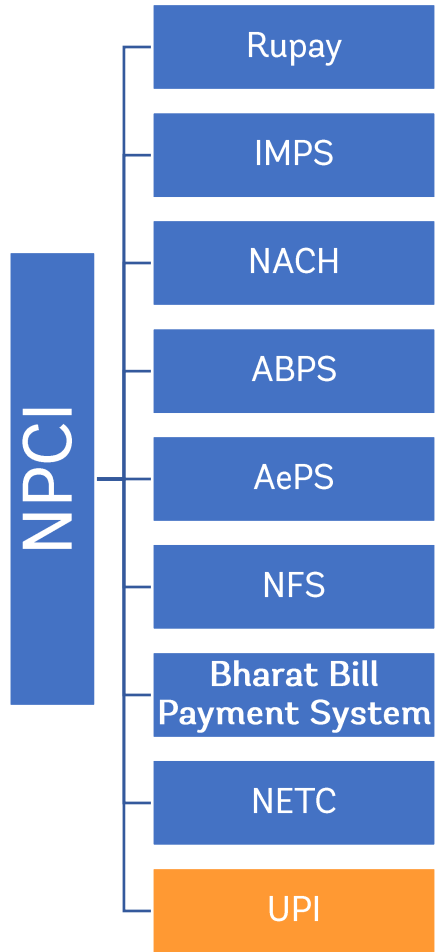 NPCI
Rupay
IMPS
NACH
ABPS
AePS
NFS
Bharat Bill
Payment System
NETC
UPI